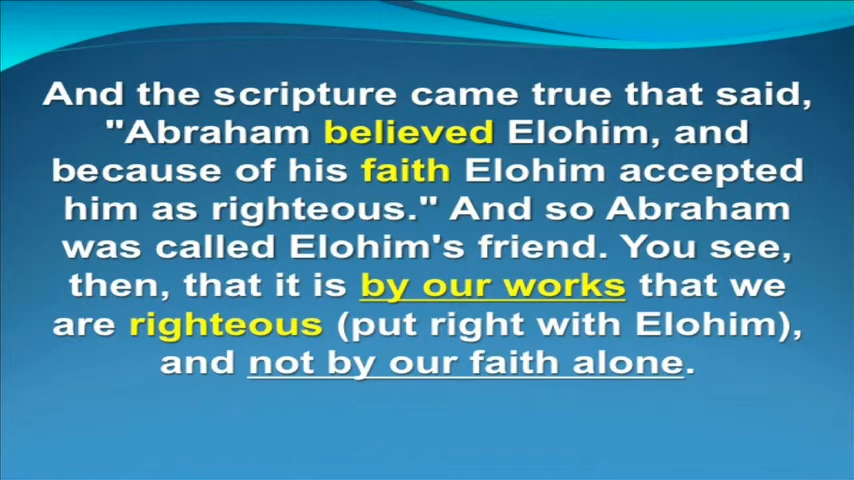 And the scripture came true that said,
"Abraham believed Elohim, and
because of his faith Elohim accepted
him as righteous." And so Abraham
was called Elohim's friend. You see,
then, that it is by our works that we
are righteous (put right with Elohim),
and not by our faith alone.